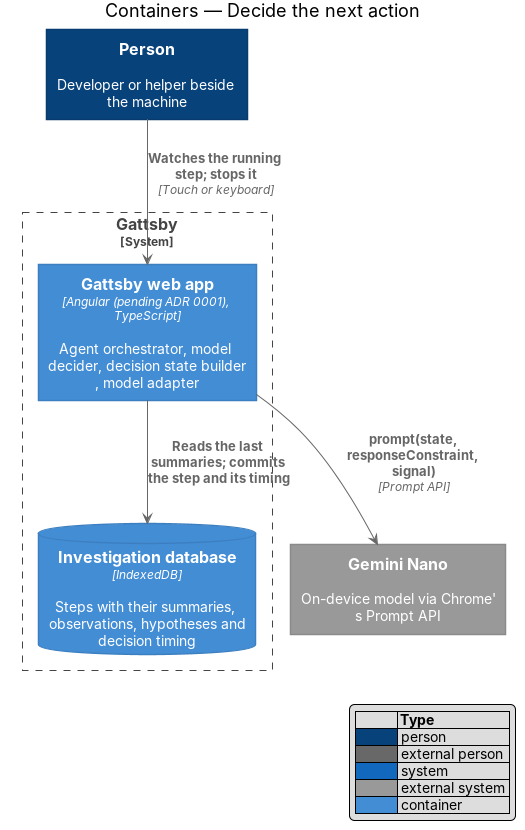 Containers — Decide the next action
Person
Developer or helper beside
the machine
Watches the running
step; stops it
[Touch or keyboard]
Gattsby
[System]
Gattsby web app
[Angular (pending ADR 0001),
TypeScript]
Agent orchestrator, model
decider, decision state builder
, model adapter
Reads the last
summaries; commits
the step and its timing
prompt(state,
responseConstraint,
signal)
[Prompt API]
Investigation database
[IndexedDB]
Steps with their summaries,
observations, hypotheses and
decision timing
Gemini Nano
On-device model via Chrome'
s Prompt API
Type
person
external person
system
external system
container